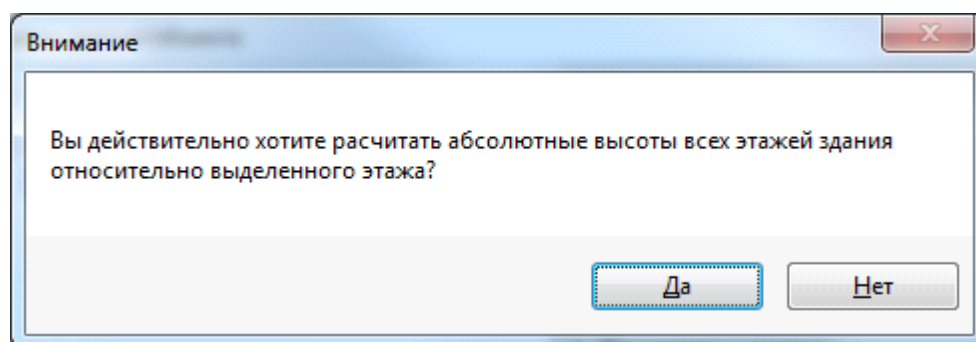 Внимание
Вы действительно хотите расчитать абсолютные высоты всех этажей здания
относительно выделенного этажа?
Да
Нет